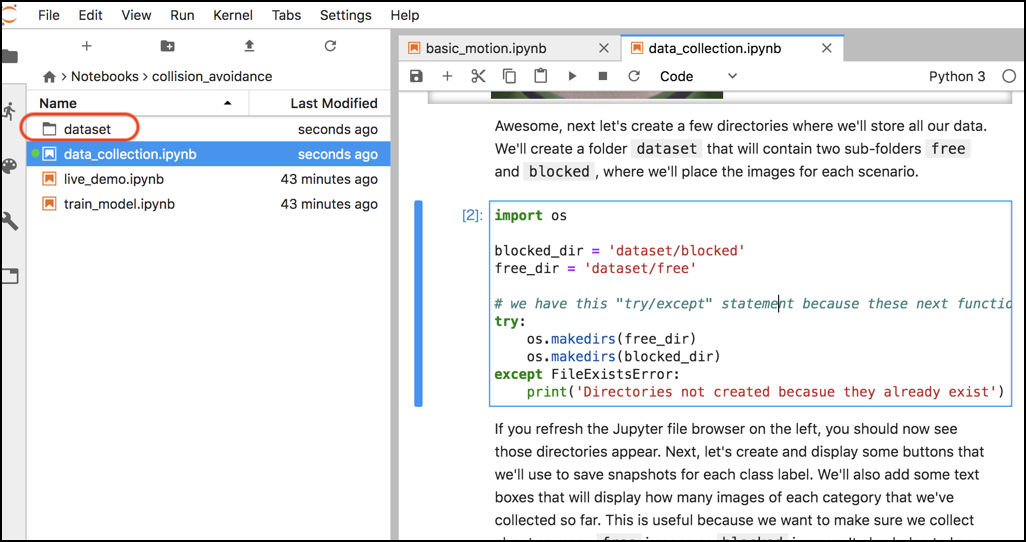 File Edit View Run Kernel Tabs Settings Help
Notebooks > collision_avoidance
Name Last Modified
dataset seconds ago
data_collection.ipynb seconds ago
live_demo.ipynb 43 minutes ago
train_model.ipynb 43 minutes ago
basic_motion.ipynb data_collection.ipynb
Code Python 3
Awesome, next let's create a few directories where we'll store all our data.
We'll create a folder dataset that will contain two sub-folders free
and blocked , where we'll place the images for each scenario.
[2]: import os
blocked_dir = 'dataset/blocked'
free_dir = 'dataset/free'
# we have this "try/except" statement because these next functio
try:
    os.makedirs(free_dir)
    os.makedirs(blocked_dir)
except FileExistsError:
    print('Directories not created becasue they already exist')
If you refresh the Jupyter file browser on the left, you should now see
those directories appear. Next, let's create and display some buttons that
we'll use to save snapshots for each class label. We'll also add some text
boxes that will display how many images of each category that we've
collected so far. This is useful because we want to make sure we collect